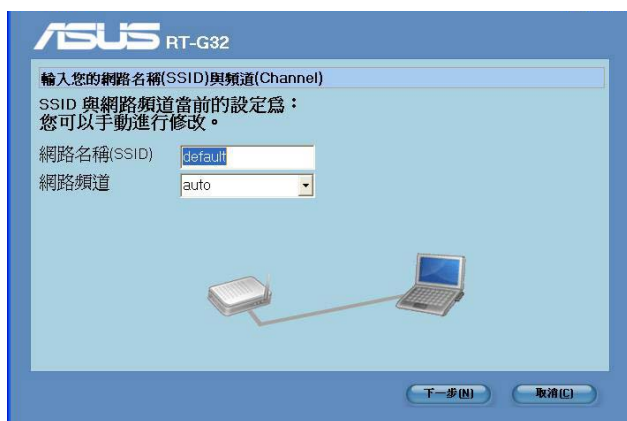 ASUS RT-G32
輸入您的網路名稱(SSID)與頻道(Channel)
SSID 與網路頻道當前的設定為：
您可以手動進行修改。
網路名稱(SSID) default
網路頻道 auto
下一步(N) 取消(C)